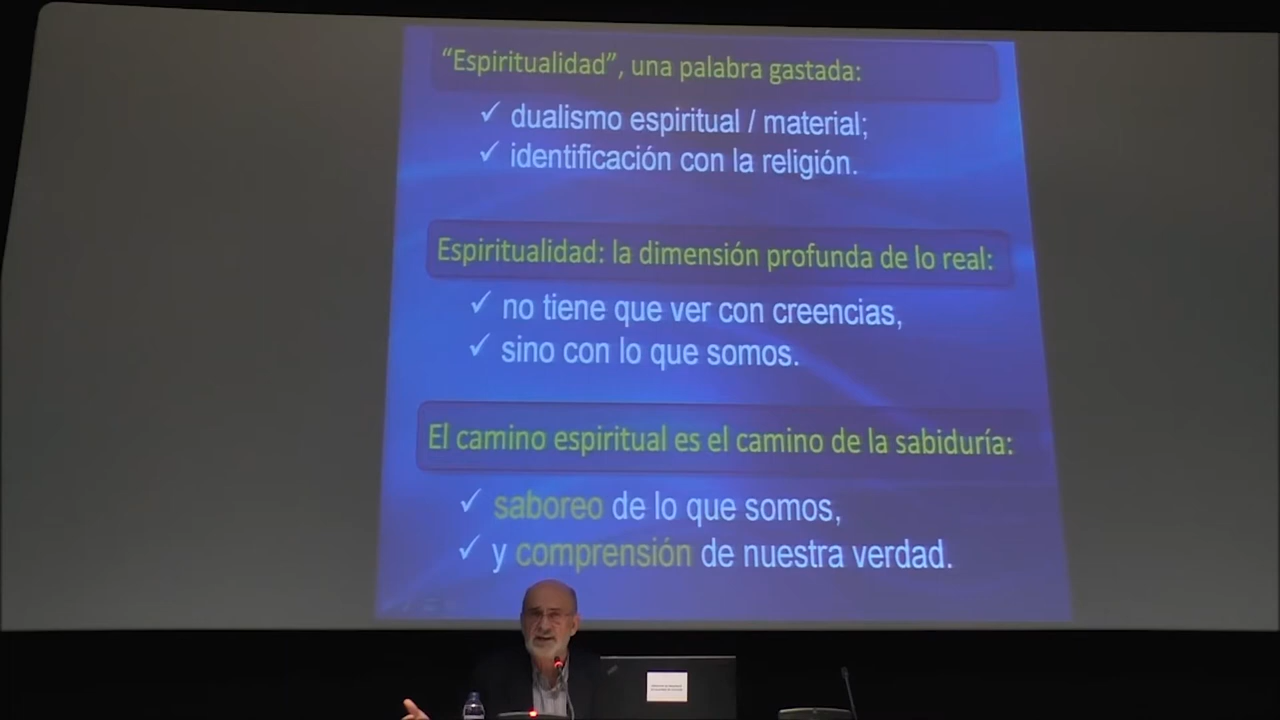 “Espiritualidad”, una palabra gastada:
✓ dualismo espiritual / material;
✓ identificación con la religión.
Espiritualidad: la dimensión profunda de lo real:
✓ no tiene que ver con creencias,
✓ sino con lo que somos.
El camino espiritual es el camino de la sabiduría:
✓ saboreo de lo que somos,
✓ y comprensión de nuestra verdad.